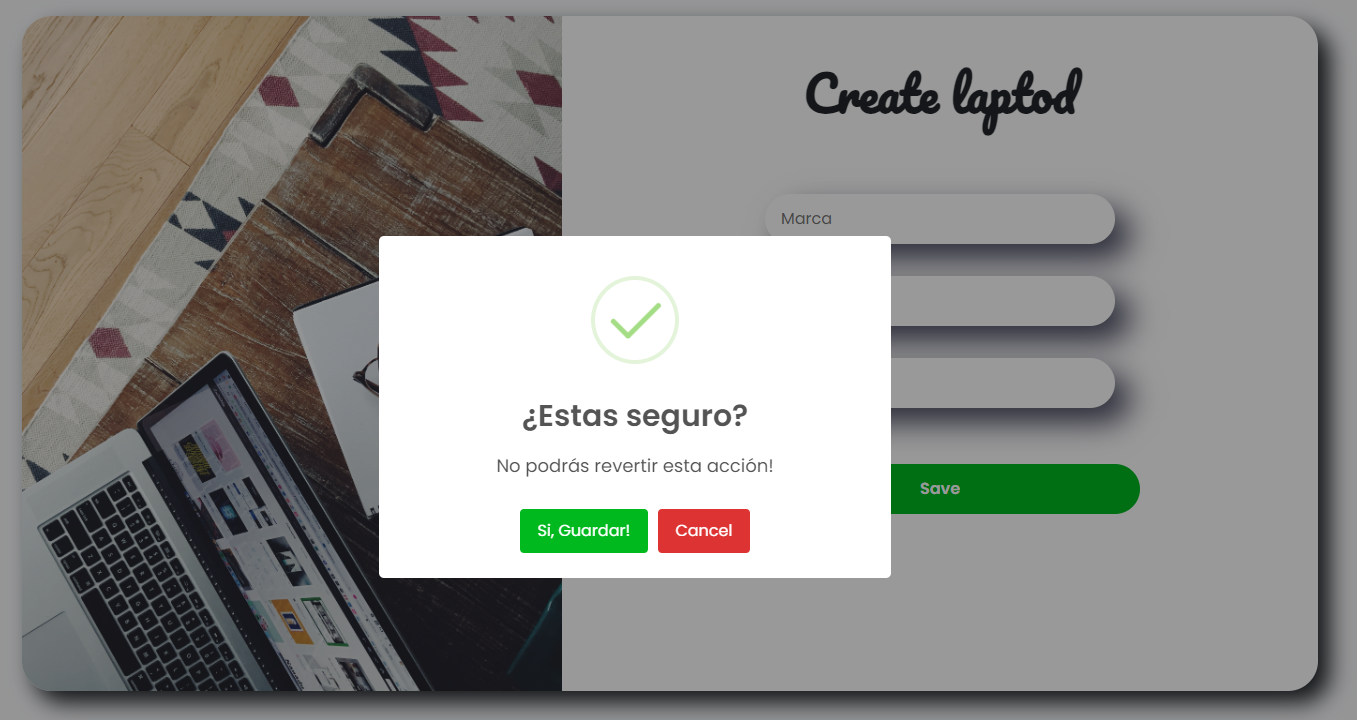 Create laptod
Marca
¿Estas seguro?
No podrás revertir esta acción!
Si, Guardar!
Cancel
Save